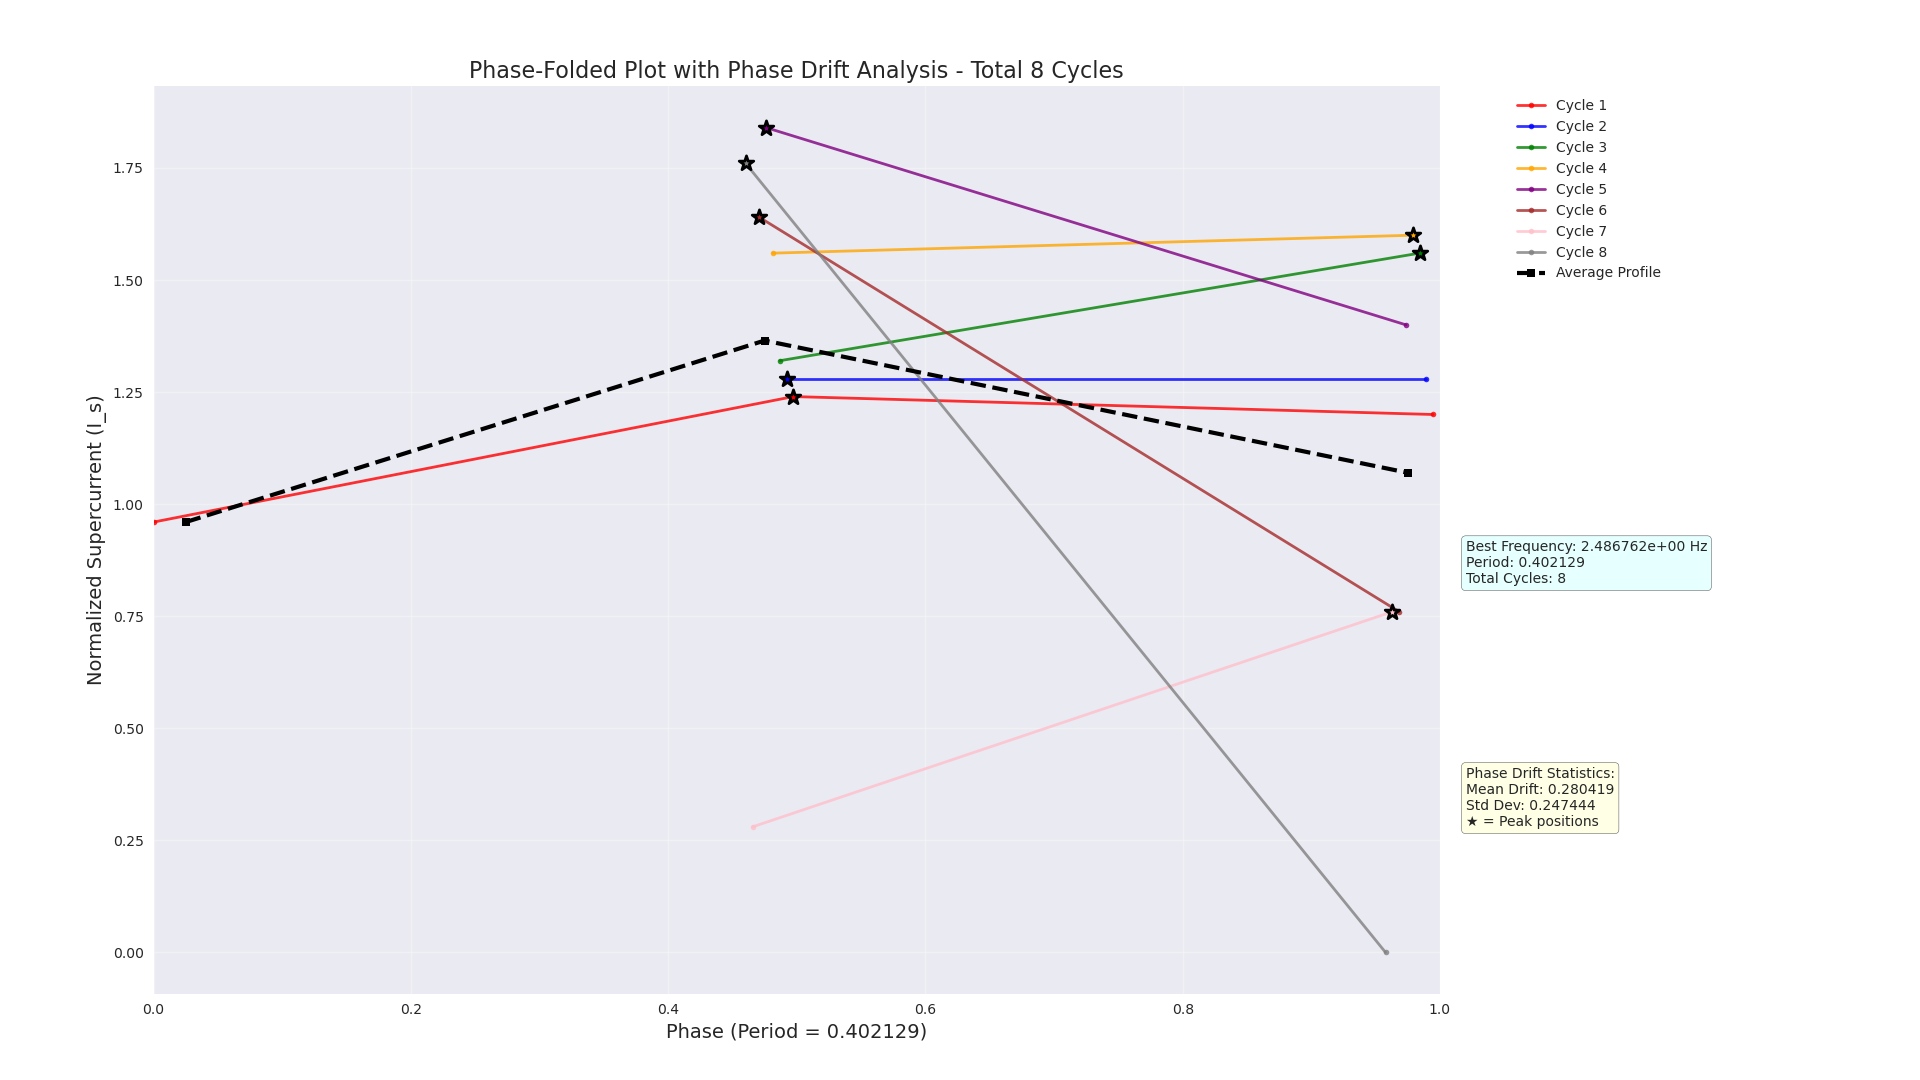 Phase-Folded Plot with Phase Drift Analysis - Total 8 Cycles
Normalized Supercurrent (I_s)
1.75
1.50
1.25
1.00
0.75
0.50
0.25
0.00
0.0
0.2
0.4
0.6
0.8
1.0
Phase (Period = 0.402129)
Cycle 1
Cycle 2
Cycle 3
Cycle 4
Cycle 5
Cycle 6
Cycle 7
Cycle 8
Average Profile
Best Frequency: 2.486762e+00 Hz
Period: 0.402129
Total Cycles: 8
Phase Drift Statistics:
Mean Drift: 0.280419
Std Dev: 0.247444
★ = Peak positions